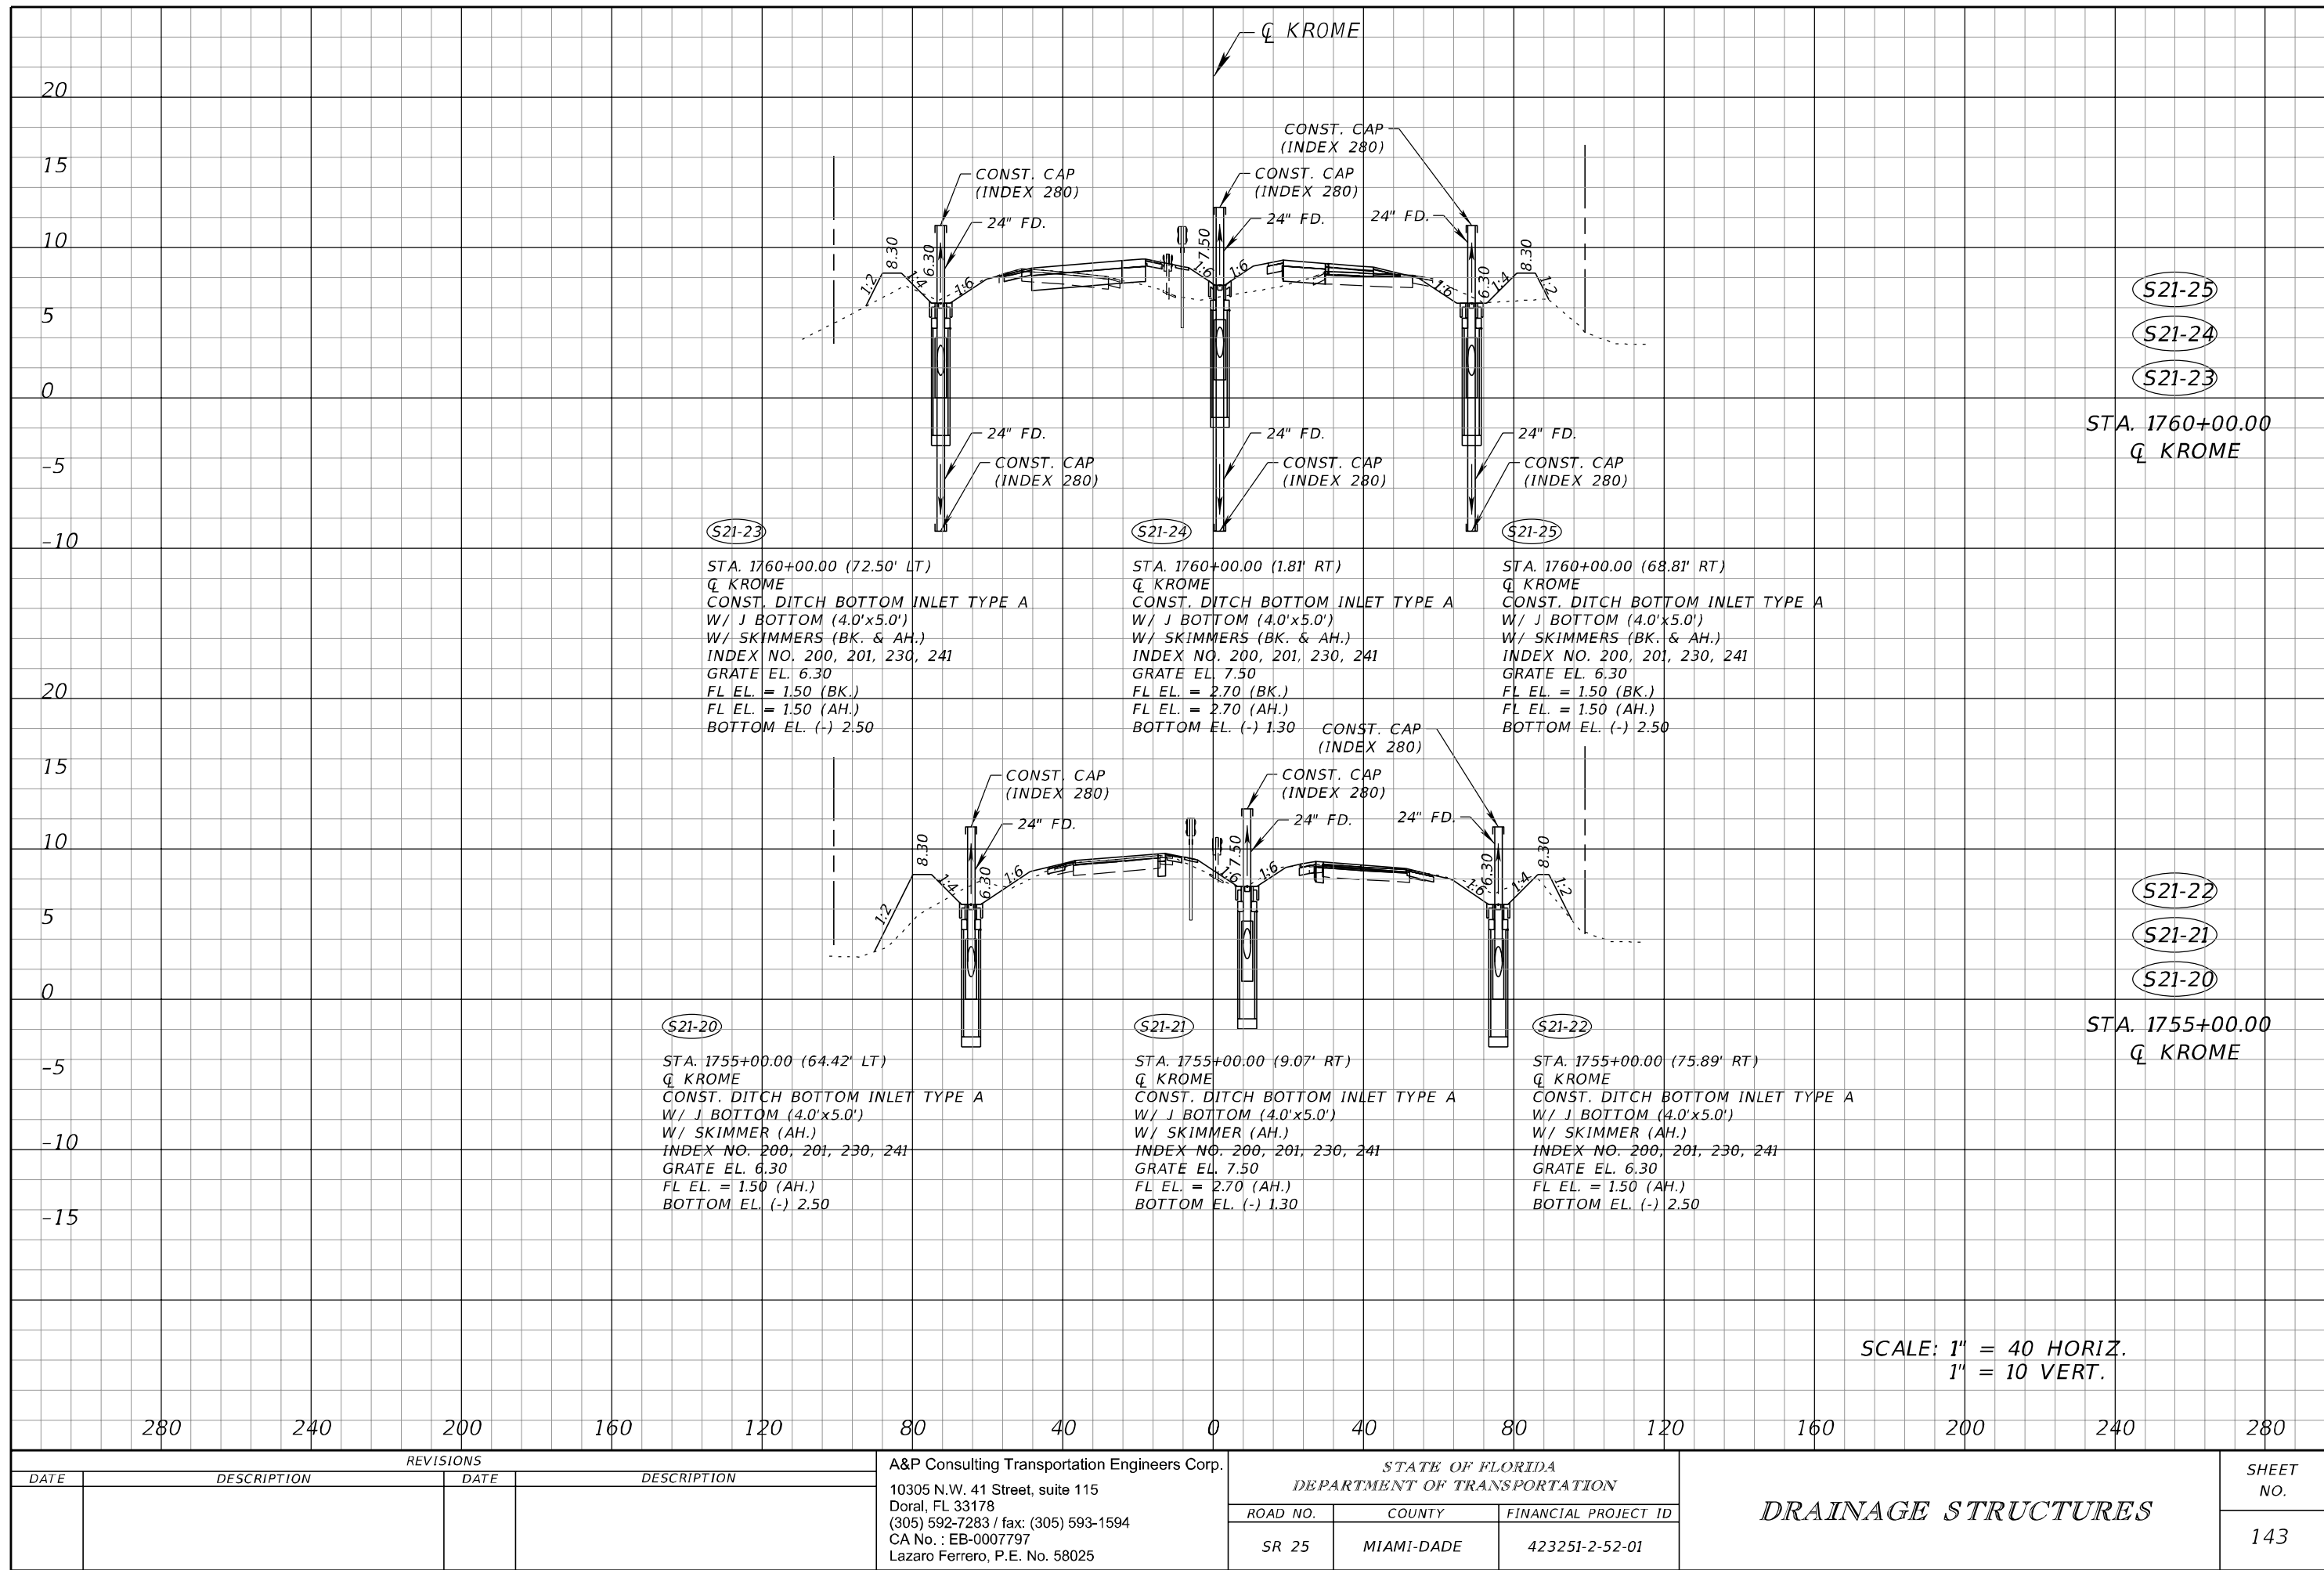 ℄ KROME
20
15
10
5
0
-5
-10
CONST. CAP
(INDEX 280)
CONST. CAP
(INDEX 280)
CONST. CAP
(INDEX 280)
24" FD.
24" FD.
24" FD.
1:2
8.30
1:4
6.30
1:6
7.50
1:6
1:6
1:6
6.30
1:4
8.30
1:2
24" FD.
CONST. CAP
(INDEX 280)
24" FD.
CONST. CAP
(INDEX 280)
24" FD.
CONST. CAP
(INDEX 280)
S21-25
S21-24
S21-23
STA. 1760+00.00
℄ KROME
S21-23
STA. 1760+00.00 (72.50' LT)
℄ KROME
CONST. DITCH BOTTOM INLET TYPE A
W/ J BOTTOM (4.0'x5.0')
W/ SKIMMERS (BK. & AH.)
INDEX NO. 200, 201, 230, 241
GRATE EL. 6.30
FL EL. = 1.50 (BK.)
FL EL. = 1.50 (AH.)
BOTTOM EL. (-) 2.50
S21-24
STA. 1760+00.00 (1.81' RT)
℄ KROME
CONST. DITCH BOTTOM INLET TYPE A
W/ J BOTTOM (4.0'x5.0')
W/ SKIMMERS (BK. & AH.)
INDEX NO. 200, 201, 230, 241
GRATE EL. 7.50
FL EL. = 2.70 (BK.)
FL EL. = 2.70 (AH.)
BOTTOM EL. (-) 1.30
S21-25
STA. 1760+00.00 (68.81' RT)
℄ KROME
CONST. DITCH BOTTOM INLET TYPE A
W/ J BOTTOM (4.0'x5.0')
W/ SKIMMERS (BK. & AH.)
INDEX NO. 200, 201, 230, 241
GRATE EL. 6.30
FL EL. = 1.50 (BK.)
FL EL. = 1.50 (AH.)
BOTTOM EL. (-) 2.50
20
15
10
5
0
-5
-10
-15
CONST. CAP
(INDEX 280)
CONST. CAP
(INDEX 280)
CONST. CAP
(INDEX 280)
24" FD.
24" FD.
24" FD.
1:2
8.30
1:4
6.30
1:6
1:6
7.50
1:6
1:6
6.30
1:4
8.30
1:2
S21-22
S21-21
S21-20
STA. 1755+00.00
℄ KROME
S21-20
STA. 1755+00.00 (64.42' LT)
℄ KROME
CONST. DITCH BOTTOM INLET TYPE A
W/ J BOTTOM (4.0'x5.0')
W/ SKIMMER (AH.)
INDEX NO. 200, 201, 230, 241
GRATE EL. 6.30
FL EL. = 1.50 (AH.)
BOTTOM EL. (-) 2.50
S21-21
STA. 1755+00.00 (9.07' RT)
℄ KROME
CONST. DITCH BOTTOM INLET TYPE A
W/ J BOTTOM (4.0'x5.0')
W/ SKIMMER (AH.)
INDEX NO. 200, 201, 230, 241
GRATE EL. 7.50
FL EL. = 2.70 (AH.)
BOTTOM EL. (-) 1.30
S21-22
STA. 1755+00.00 (75.89' RT)
℄ KROME
CONST. DITCH BOTTOM INLET TYPE A
W/ J BOTTOM (4.0'x5.0')
W/ SKIMMER (AH.)
INDEX NO. 200, 201, 230, 241
GRATE EL. 6.30
FL EL. = 1.50 (AH.)
BOTTOM EL. (-) 2.50
SCALE: 1" = 40 HORIZ.
1" = 10 VERT.
280 240 200 160 120 80 40 0 40 80 120 160 200 240 280
REVISIONS
DATE DESCRIPTION DATE DESCRIPTION
A&P Consulting Transportation Engineers Corp.
10305 N.W. 41 Street, suite 115
Doral, FL 33178
(305) 592-7283 / fax: (305) 593-1594
CA No. : EB-0007797
Lazaro Ferrero, P.E. No. 58025
STATE OF FLORIDA
DEPARTMENT OF TRANSPORTATION
ROAD NO. COUNTY FINANCIAL PROJECT ID
SR 25 MIAMI-DADE 423251-2-52-01
DRAINAGE STRUCTURES
SHEET
NO.
143